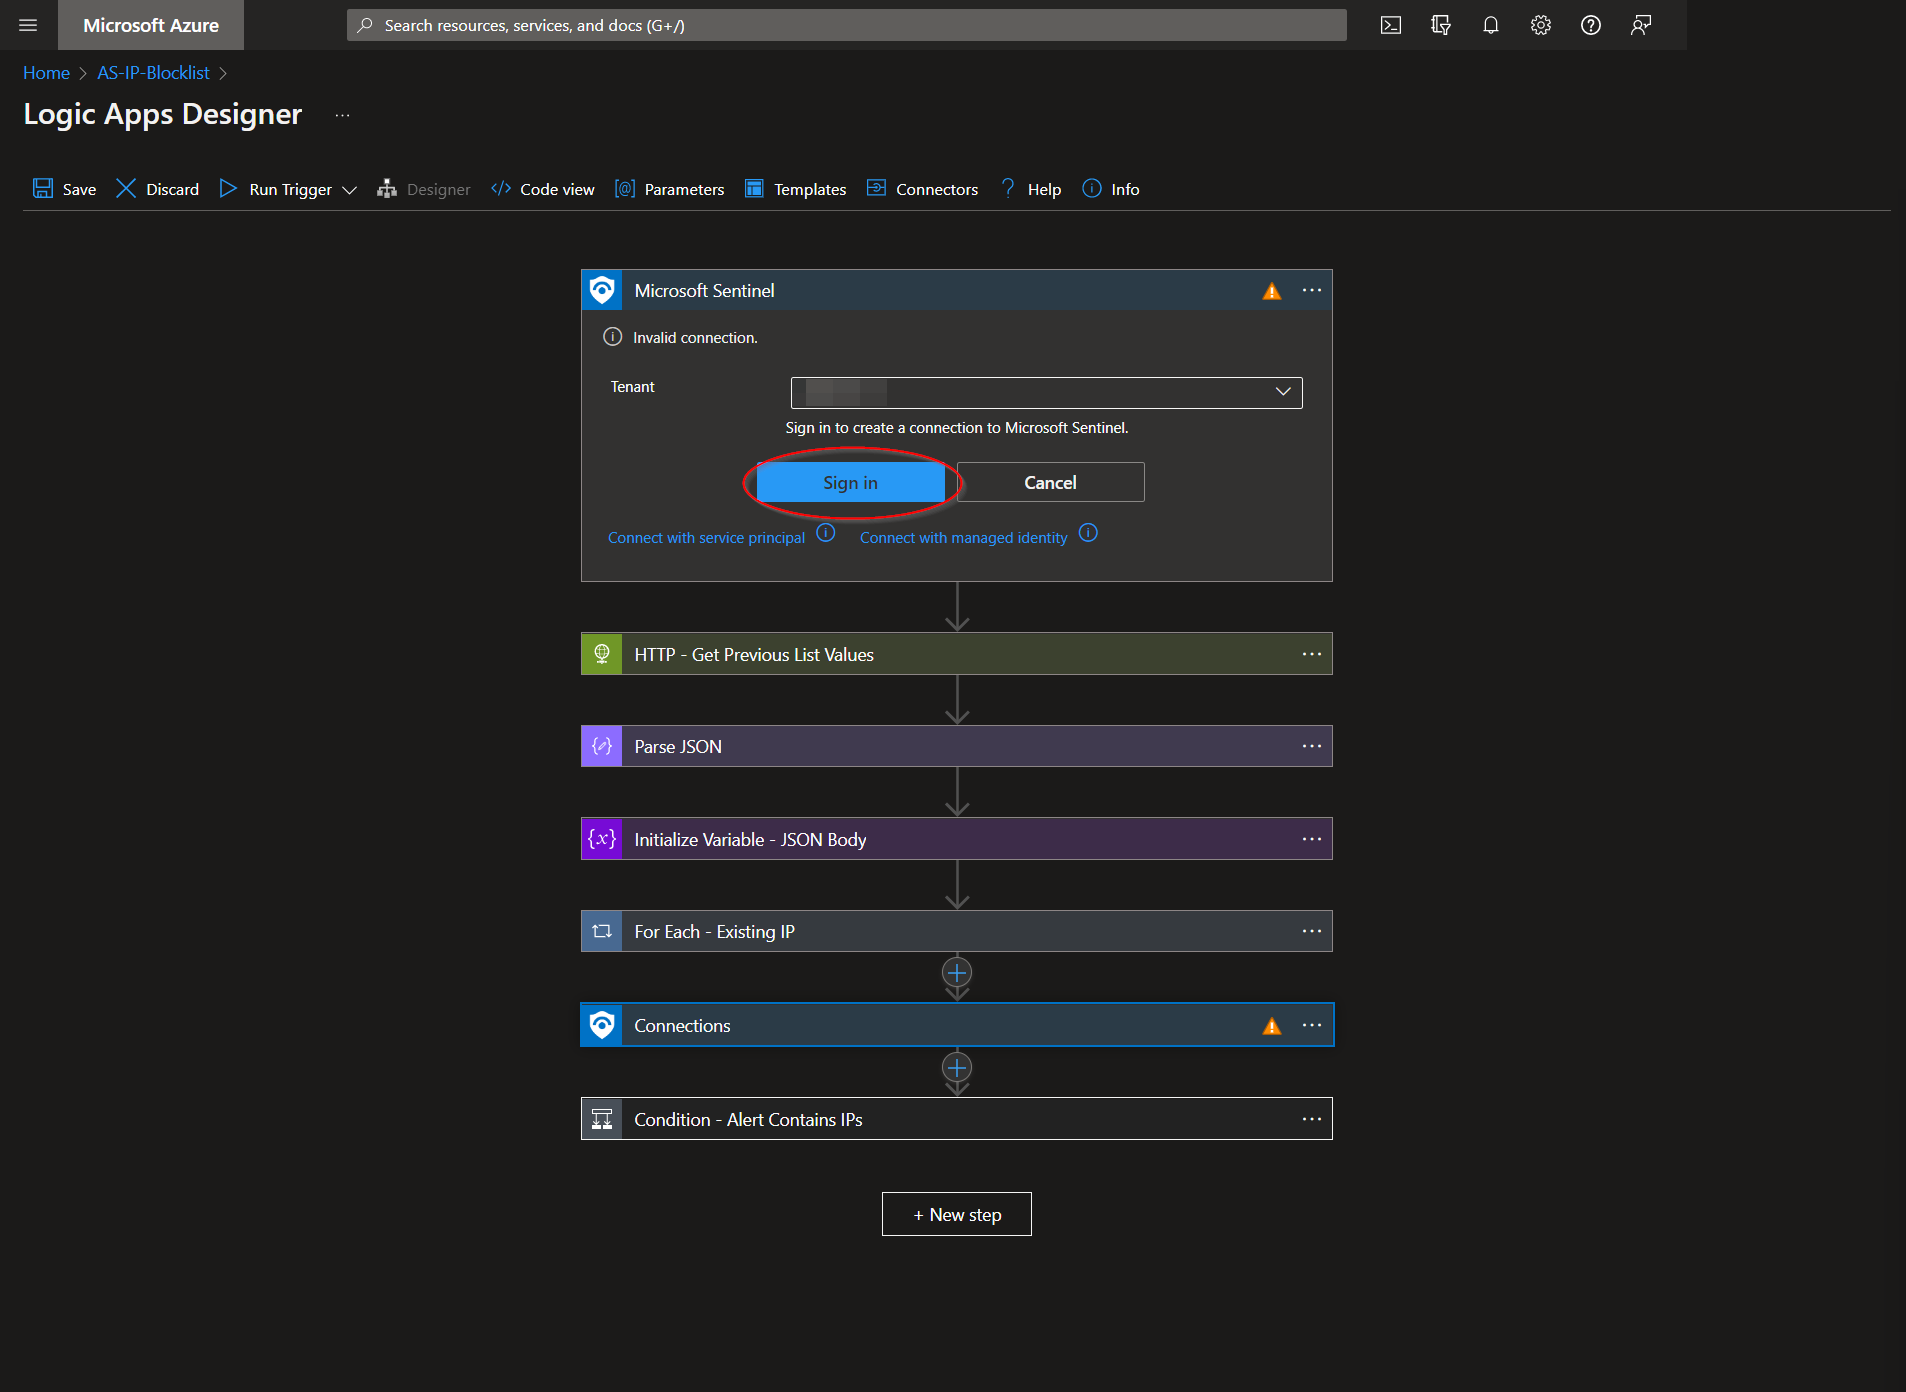 Microsoft Azure
Search resources, services, and docs (G+/)
Home > AS-IP-Blocklist >
Logic Apps Designer ...
Save Discard Run Trigger Designer Code view Parameters Templates Connectors Help Info
Microsoft Sentinel
Invalid connection.
Tenant
Sign in to create a connection to Microsoft Sentinel.
Sign in Cancel
Connect with service principal Connect with managed identity
HTTP - Get Previous List Values
Parse JSON
{x} Initialize Variable - JSON Body
For Each - Existing IP
Connections
Condition - Alert Contains IPs
+ New step